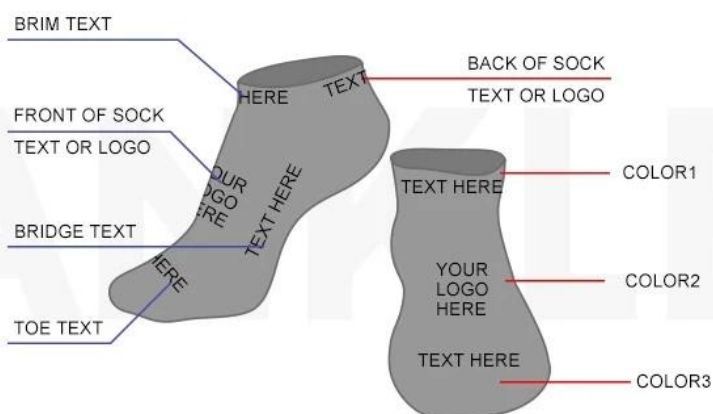 BRIM TEXT
HERE
TEXT
BACK OF SOCK
TEXT OR LOGO
FRONT OF SOCK
TEXT OR LOGO
OUR
OGO
ERE
TEXT HERE
BRIDGE TEXT
HERE
TOE TEXT
TEXT HERE
COLOR1
YOUR
LOGO
HERE
COLOR2
TEXT HERE
COLOR3